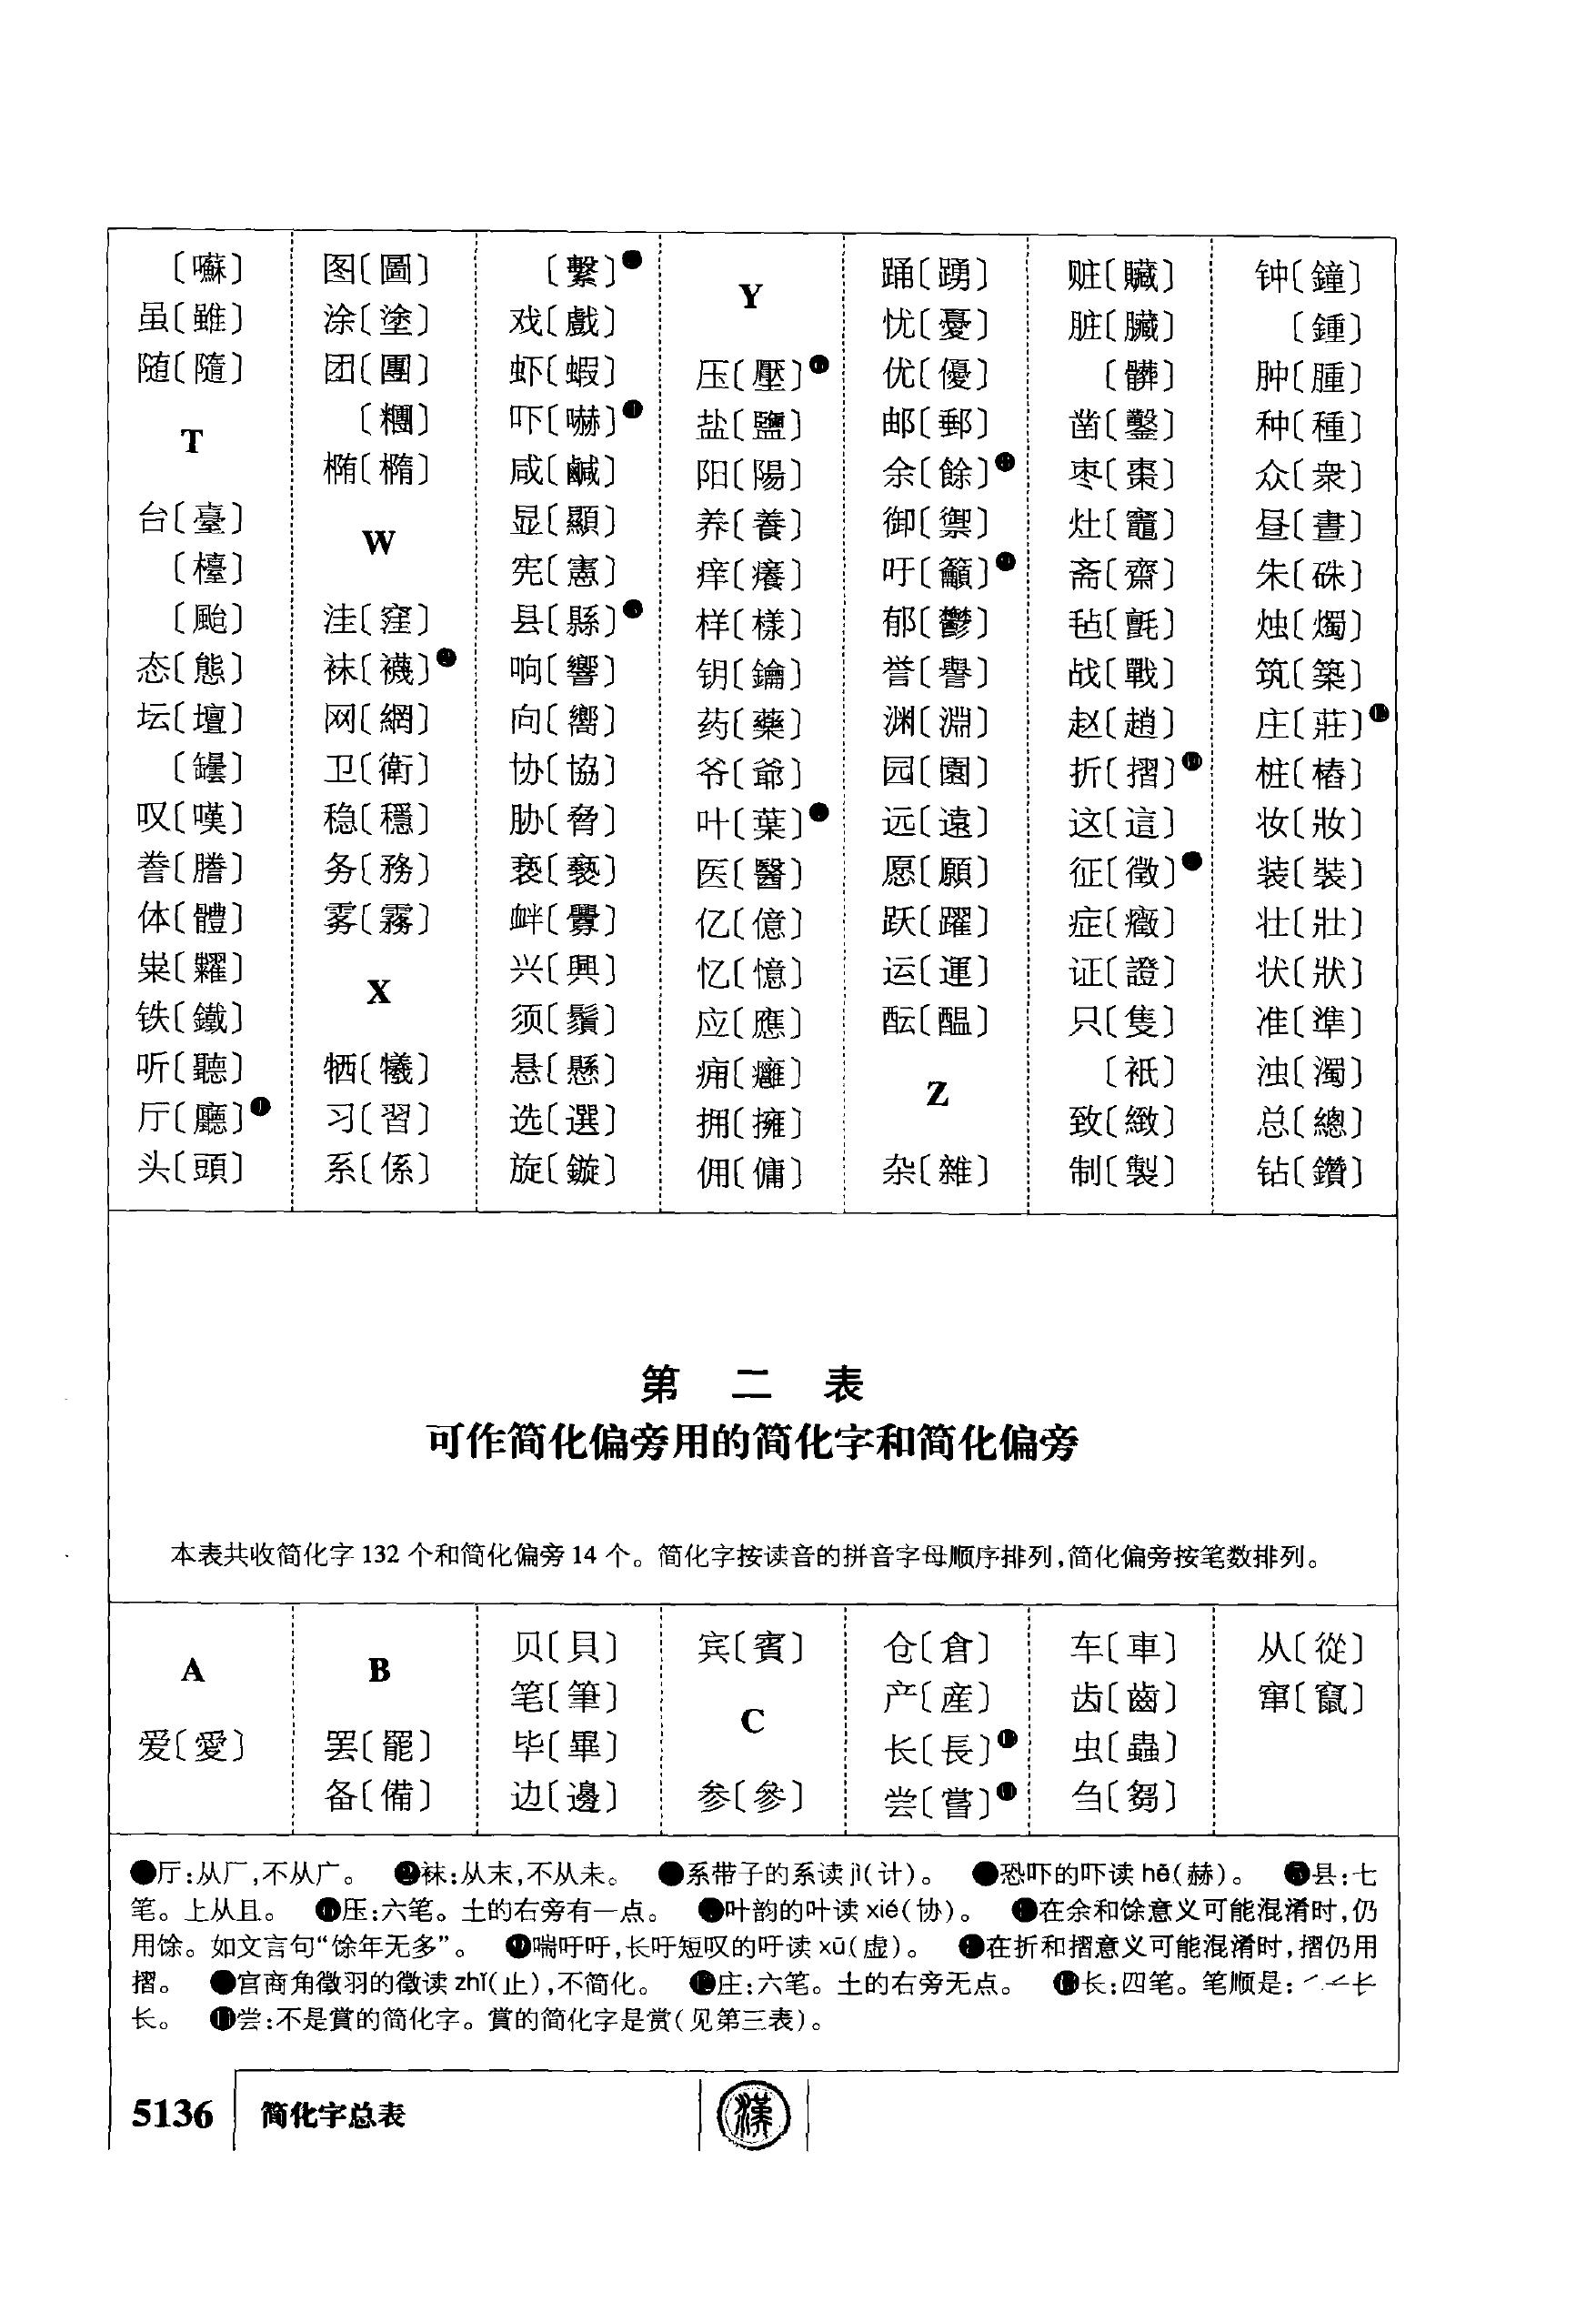 〔囌〕
虽〔雖〕
随〔隨〕
T
台〔臺〕
〔檯〕
〔颱〕
态〔態〕
坛〔壇〕
〔罎〕
叹〔嘆〕
誊〔謄〕
体〔體〕
粜〔糶〕
铁〔鐵〕
听〔聽〕
厅〔廳〕❶
头〔頭〕
图〔圖〕
涂〔塗〕
团〔團〕
〔糰〕
椭〔橢〕
W
洼〔窪〕
袜〔襪〕❷
网〔網〕
卫〔衛〕
稳〔穩〕
务〔務〕
雾〔霧〕
X
牺〔犧〕
习〔習〕
系〔係〕
〔繫〕❸
戏〔戲〕
虾〔蝦〕
吓〔嚇〕❹
咸〔鹹〕
显〔顯〕
宪〔憲〕
县〔縣〕❺
响〔響〕
向〔嚮〕
协〔協〕
胁〔脅〕
亵〔褻〕
衅〔釁〕
兴〔興〕
须〔鬚〕
悬〔懸〕
选〔選〕
旋〔鏇〕
Y
压〔壓〕❻
盐〔鹽〕
阳〔陽〕
养〔養〕
痒〔癢〕
样〔樣〕
钥〔鑰〕
药〔藥〕
爷〔爺〕
叶〔葉〕❼
医〔醫〕
亿〔億〕
忆〔憶〕
应〔應〕
痈〔癰〕
拥〔擁〕
佣〔傭〕
踊〔踴〕
忧〔憂〕
优〔優〕
邮〔郵〕
余〔餘〕❽
御〔禦〕
吁〔籲〕❾
郁〔鬱〕
誉〔譽〕
渊〔淵〕
园〔園〕
远〔遠〕
愿〔願〕
跃〔躍〕
运〔運〕
酝〔醖〕
Z
杂〔雜〕
赃〔贜〕
脏〔臟〕
〔髒〕
凿〔鑿〕
枣〔棗〕
灶〔竈〕
斋〔齋〕
毡〔氈〕
战〔戰〕
赵〔趙〕
折〔摺〕❿
这〔這〕
征〔徵〕⓫
症〔癥〕
证〔證〕
只〔隻〕
〔衹〕
致〔緻〕
制〔製〕
钟〔鐘〕
〔鍾〕
肿〔腫〕
种〔種〕
众〔衆〕
昼〔晝〕
朱〔硃〕
烛〔燭〕
筑〔築〕
庄〔莊〕⓬
桩〔樁〕
妆〔妝〕
装〔裝〕
壮〔壯〕
状〔狀〕
准〔準〕
浊〔濁〕
总〔總〕
钻〔鑽〕
第 二 表
可作简化偏旁用的简化字和简化偏旁
本表共收简化字 132 个和简化偏旁 14 个。简化字按读音的拼音字母顺序排列,简化偏旁按笔数排列。
A
爱〔愛〕
B
罢〔罷〕
备〔備〕
贝〔貝〕
笔〔筆〕
毕〔畢〕
边〔邊〕
宾〔賓〕
C
参〔參〕
仓〔倉〕
产〔産〕
长〔長〕⓭
尝〔嘗〕⓮
车〔車〕
齿〔齒〕
虫〔蟲〕
刍〔芻〕
从〔從〕
窜〔竄〕
❶厅:从厂,不从广。 ❷袜:从末,不从未。 ❸系带子的系读 jì(计)。 ❹恐吓的吓读 hè(赫)。 ❺县:七
笔。上从且。 ❻压:六笔。土的右旁有一点。 ❼叶韵的叶读 xié(协)。 ❽在余和馀意义可能混淆时,仍
用馀。如文言句“馀年无多”。 ❾喘吁吁,长吁短叹的吁读 xū(虚)。 ❿在折和摺意义可能混淆时,摺仍用
摺。 ⓫宫商角徵羽的徵读 zhǐ(止),不简化。 ⓬庄:六笔。土的右旁无点。 ⓭长:四笔。笔顺是:
长。 ⓮尝:不是賞的简化字。賞的简化字是赏(见第三表)。
5136 简化字总表
漢